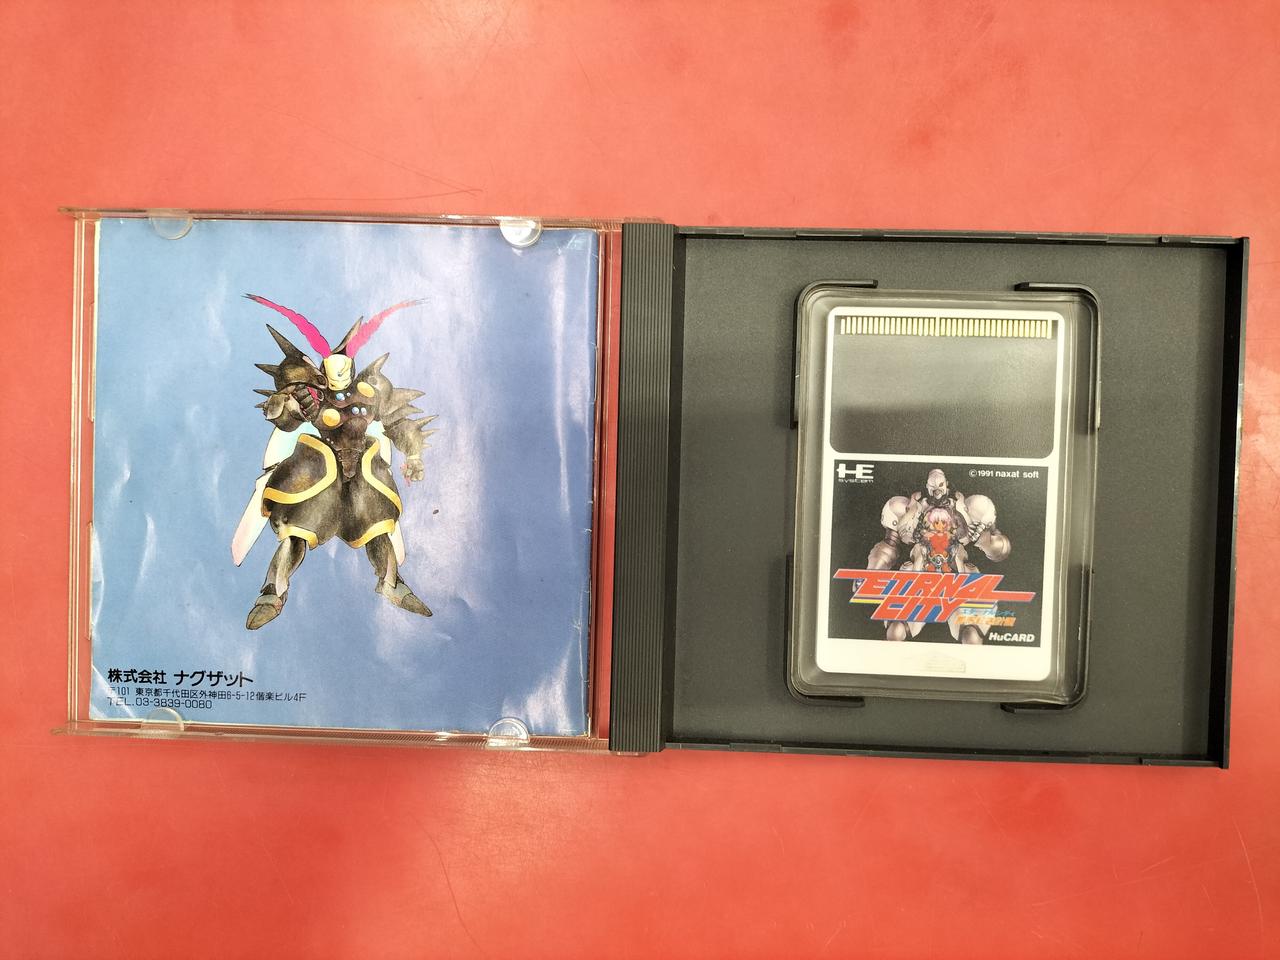 株式会社 ナグザット
〒101 東京都千代田区外神田6-5-12偕楽ビル4F
TEL.03-3839-0080
HE
system
©1991 naxat soft
ETRNAL
CITY
HuCARD